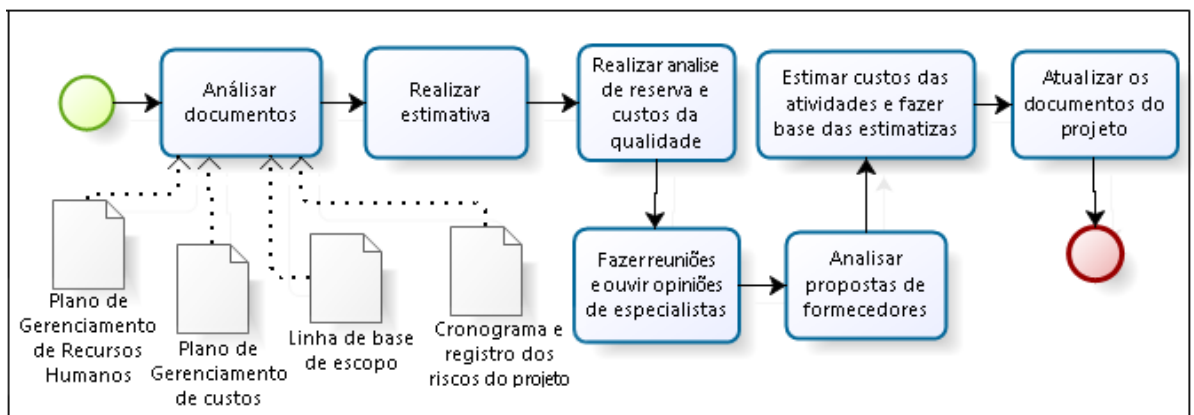 Análisar
documentos
Realizar
estimativa
Realizar analise
de reserva e
custos da
qualidade
Fazer reuniões
e ouvir opiniões
de especialistas
Analisar
propostas de
formecedores
Estimar custos das
atividades e fazer
base das estimatizas
Atualizar os
documentos do
projeto
Plano de
Gerenciamento
de Recursos
Humanos
Plano de
Gerenciamento
de custos
Linha de base
de escopo
Cronograma e
registro dos
riscos do projeto